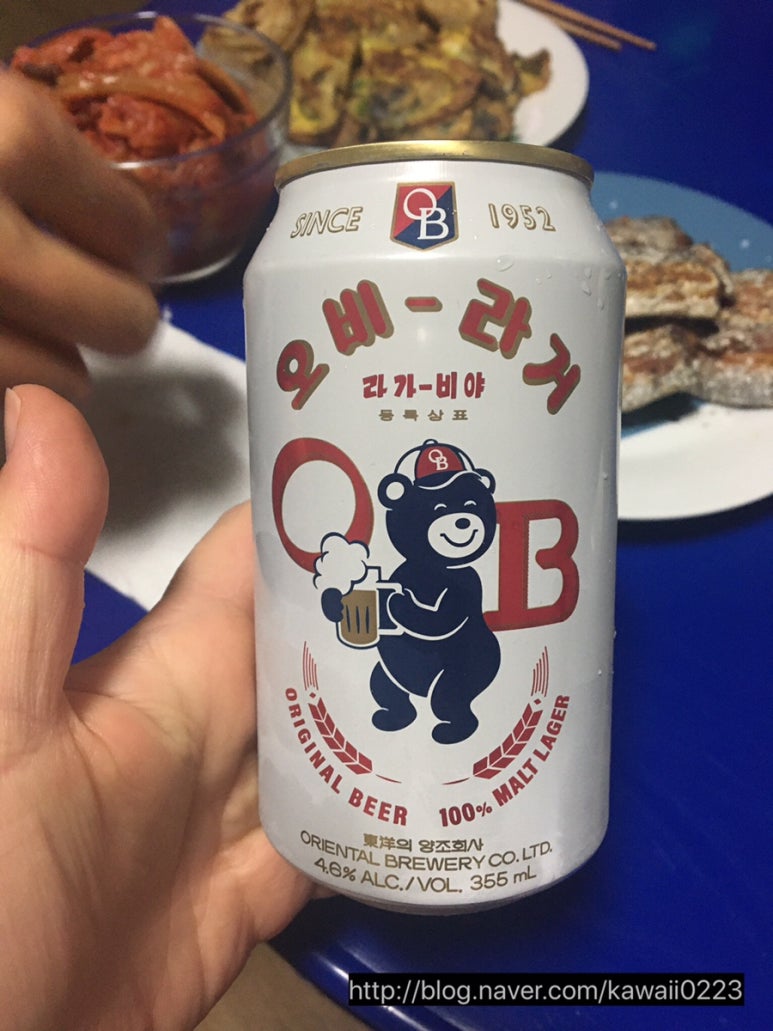 SINCE OB 1952
오비-라거
라가-비야
등록상표
OB
OB
ORIGINAL BEER 100% MALT LAGER
東洋의 양조회사
ORIENTAL BREWERY CO. LTD.
4.6% ALC./VOL. 355 mL
http://blog.naver.com/kawaii0223